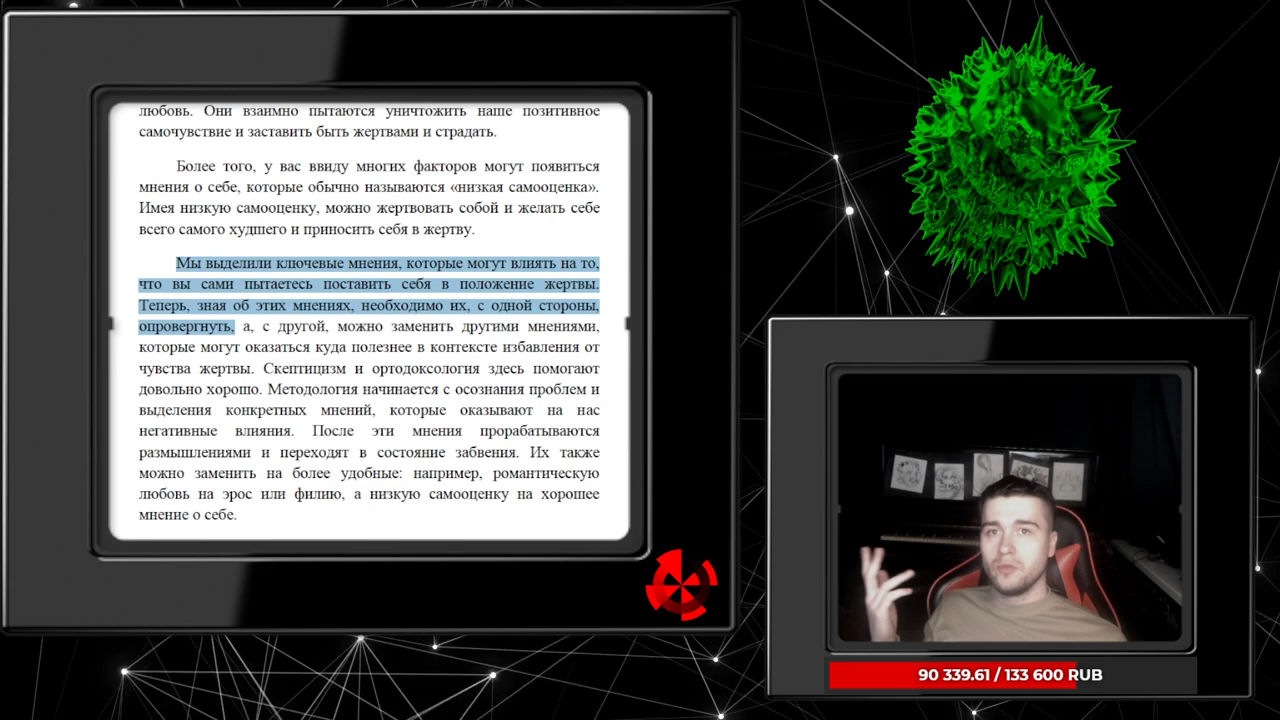 любовь. Они взаимно пытаются уничтожить наше позитивное
самочувствие и заставить быть жертвами и страдать.
Более того, у вас ввиду многих факторов могут появиться
мнения о себе, которые обычно называются «низкая самооценка».
Имея низкую самооценку, можно жертвовать собой и желать себе
всего самого худшего и приносить себя в жертву.
Мы выделили ключевые мнения, которые могут влиять на то,
что вы сами пытаетесь поставить себя в положение жертвы.
Теперь, зная об этих мнениях, необходимо их, с одной стороны,
опровергнуть, а, с другой, можно заменить другими мнениями,
которые могут оказаться куда полезнее в контексте избавления от
чувства жертвы. Скептицизм и ортодоксология здесь помогают
довольно хорошо. Методология начинается с осознания проблем и
выделения конкретных мнений, которые оказывают на нас
негативные влияния. После эти мнения прорабатываются
размышлениями и переходят в состояние забвения. Их также
можно заменить на более удобные: например, романтическую
любовь на эрос или филию, а низкую самооценку на хорошее
мнение о себе.
90 339.61 / 133 600 RUB